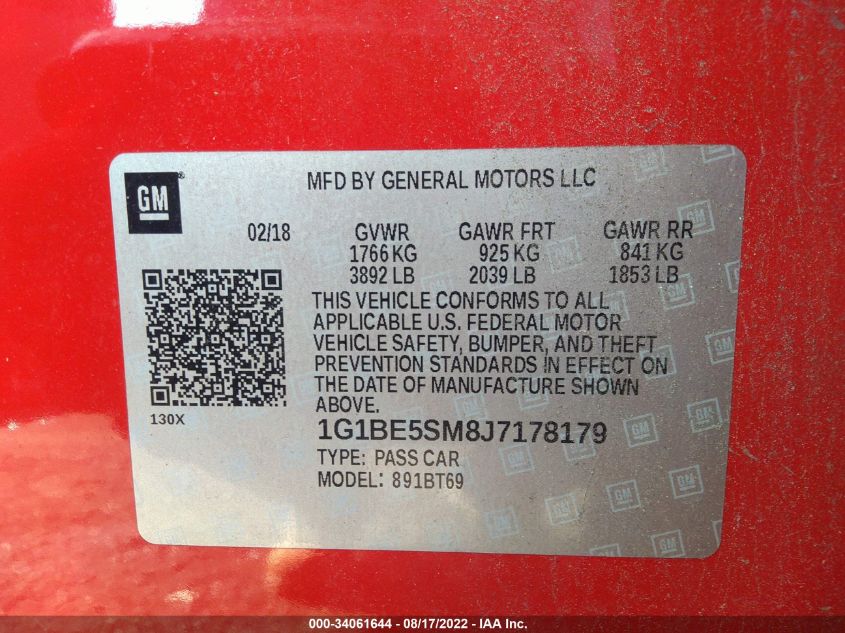 GM
MFD BY GENERAL MOTORS LLC
02/18 GVWR GAWR FRT GAWR RR
1766 KG 925 KG 841 KG
3892 LB 2039 LB 1853 LB
THIS VEHICLE CONFORMS TO ALL
APPLICABLE U.S. FEDERAL MOTOR
VEHICLE SAFETY, BUMPER, AND THEFT
PREVENTION STANDARDS IN EFFECT ON
THE DATE OF MANUFACTURE SHOWN
ABOVE.
130X
1G1BE5SM8J7178179
TYPE: PASS CAR
MODEL: 891BT69
000-34061644 - 08/17/2022 - IAA Inc.